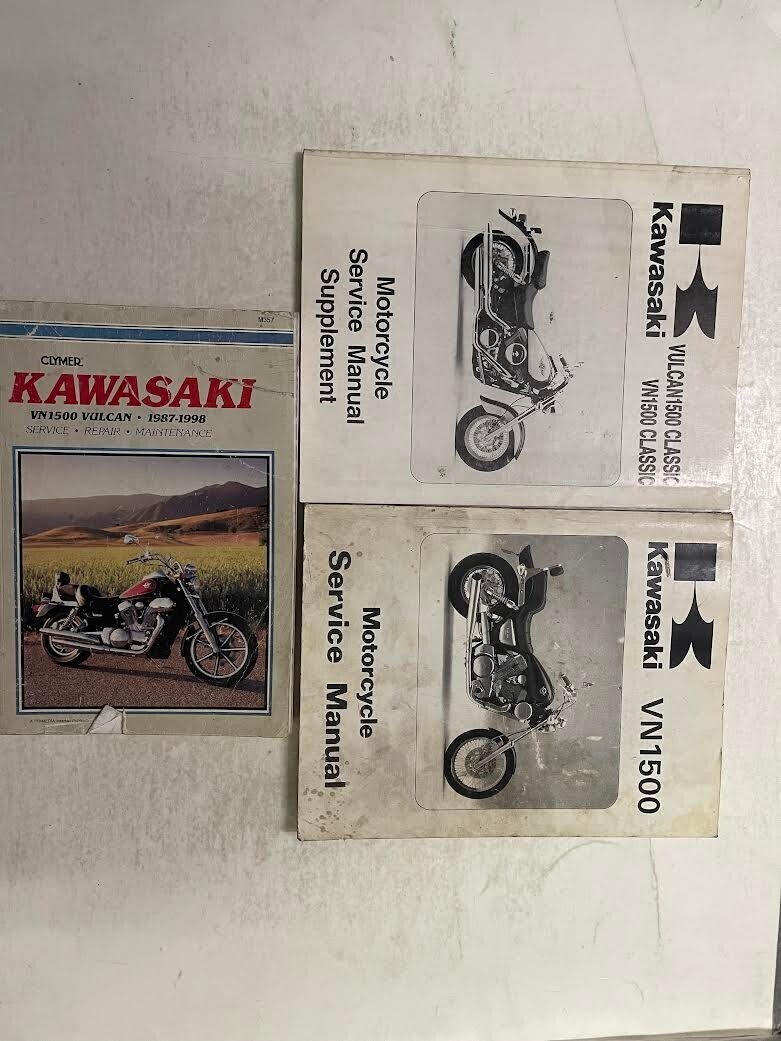 M357
CLYMER
KAWASAKI
VN1500 VULCAN • 1987-1998
SERVICE • REPAIR • MAINTENANCE
Kawasaki
VULCAN1500 CLASSIC
VN1500 CLASSIC
Motorcycle
Service Manual
Supplement
Kawasaki VN1500
Motorcycle
Service Manual